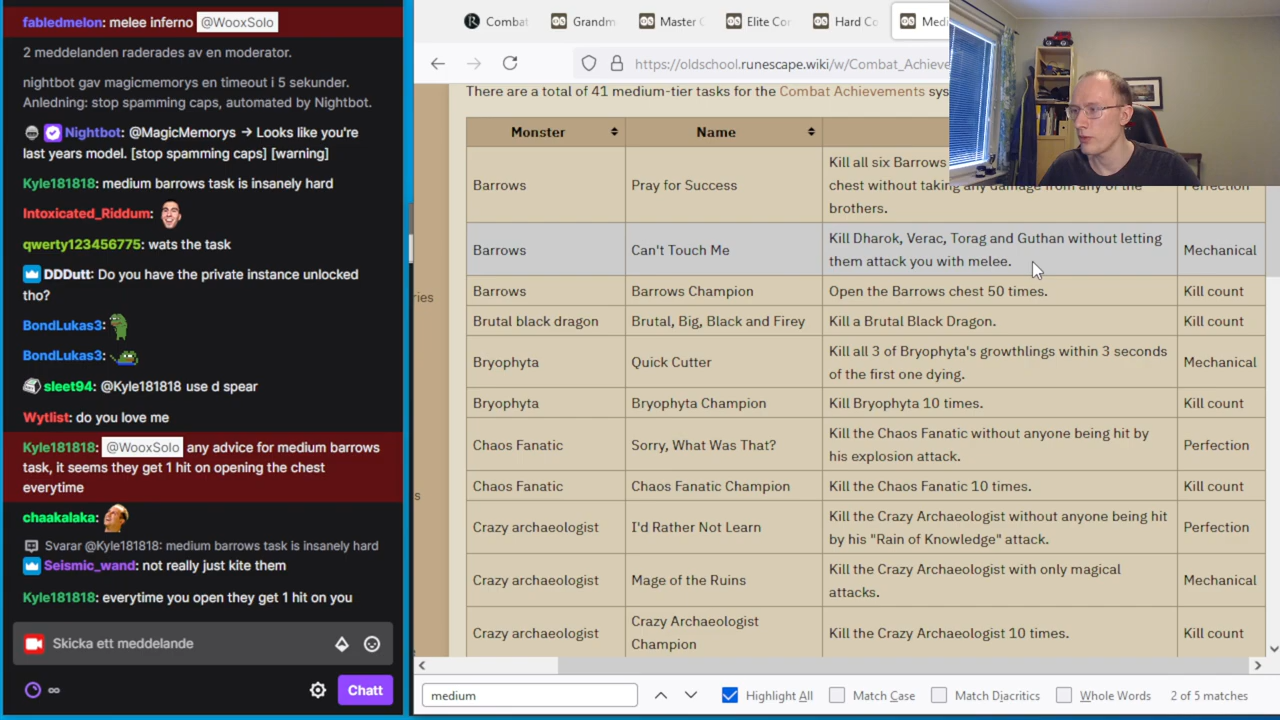 fabledmelon: melee inferno @WooxSolo
2 meddelanden raderades av en moderator.
nightbot gav magicmemorys en timeout i 5 sekunder.
Anledning: stop spamming caps, automated by Nightbot.
Nightbot: @MagicMemorys → Looks like you're
last years model. [stop spamming caps] [warning]
Kyle181818: medium barrows task is insanely hard
Intoxicated_Riddum:
qwerty123456775: wats the task
DDDutt: Do you have the private instance unlocked
tho?
BondLukas3:
BondLukas3:
sleet94: @Kyle181818 use d spear
Wytlist: do you love me
Kyle181818: @WooxSolo any advice for medium barrows
task, it seems they get 1 hit on opening the chest
everytime
chaakalaka:
Svarar @Kyle181818: medium barrows task is insanely hard
Seismic_wand: not really just kite them
Kyle181818: everytime you open they get 1 hit on you
Skicka ett meddelande
∞
Chatt
Combat
Grandm
Master C
Elite Cor
Hard Co
Medi
https://oldschool.runescape.wiki/w/Combat_Achieve
There are a total of 41 medium-tier tasks for the Combat Achievements sys
Monster Name
Barrows Pray for Success Kill all six Barrows
chest without taking any damage from any of the
brothers. Perfection
Barrows Can't Touch Me Kill Dharok, Verac, Torag and Guthan without letting
them attack you with melee. Mechanical
Barrows Barrows Champion Open the Barrows chest 50 times. Kill count
Brutal black dragon Brutal, Big, Black and Firey Kill a Brutal Black Dragon. Kill count
Bryophyta Quick Cutter Kill all 3 of Bryophyta's growthlings within 3 seconds
of the first one dying. Mechanical
Bryophyta Bryophyta Champion Kill Bryophyta 10 times. Kill count
Chaos Fanatic Sorry, What Was That? Kill the Chaos Fanatic without anyone being hit by
his explosion attack. Perfection
Chaos Fanatic Chaos Fanatic Champion Kill the Chaos Fanatic 10 times. Kill count
Crazy archaeologist I'd Rather Not Learn Kill the Crazy Archaeologist without anyone being hit
by his "Rain of Knowledge" attack. Perfection
Crazy archaeologist Mage of the Ruins Kill the Crazy Archaeologist with only magical
attacks. Mechanical
Crazy archaeologist Crazy Archaeologist
Champion Kill the Crazy Archaeologist 10 times. Kill count
ries
s
medium Highlight All Match Case Match Diacritics Whole Words 2 of 5 matches